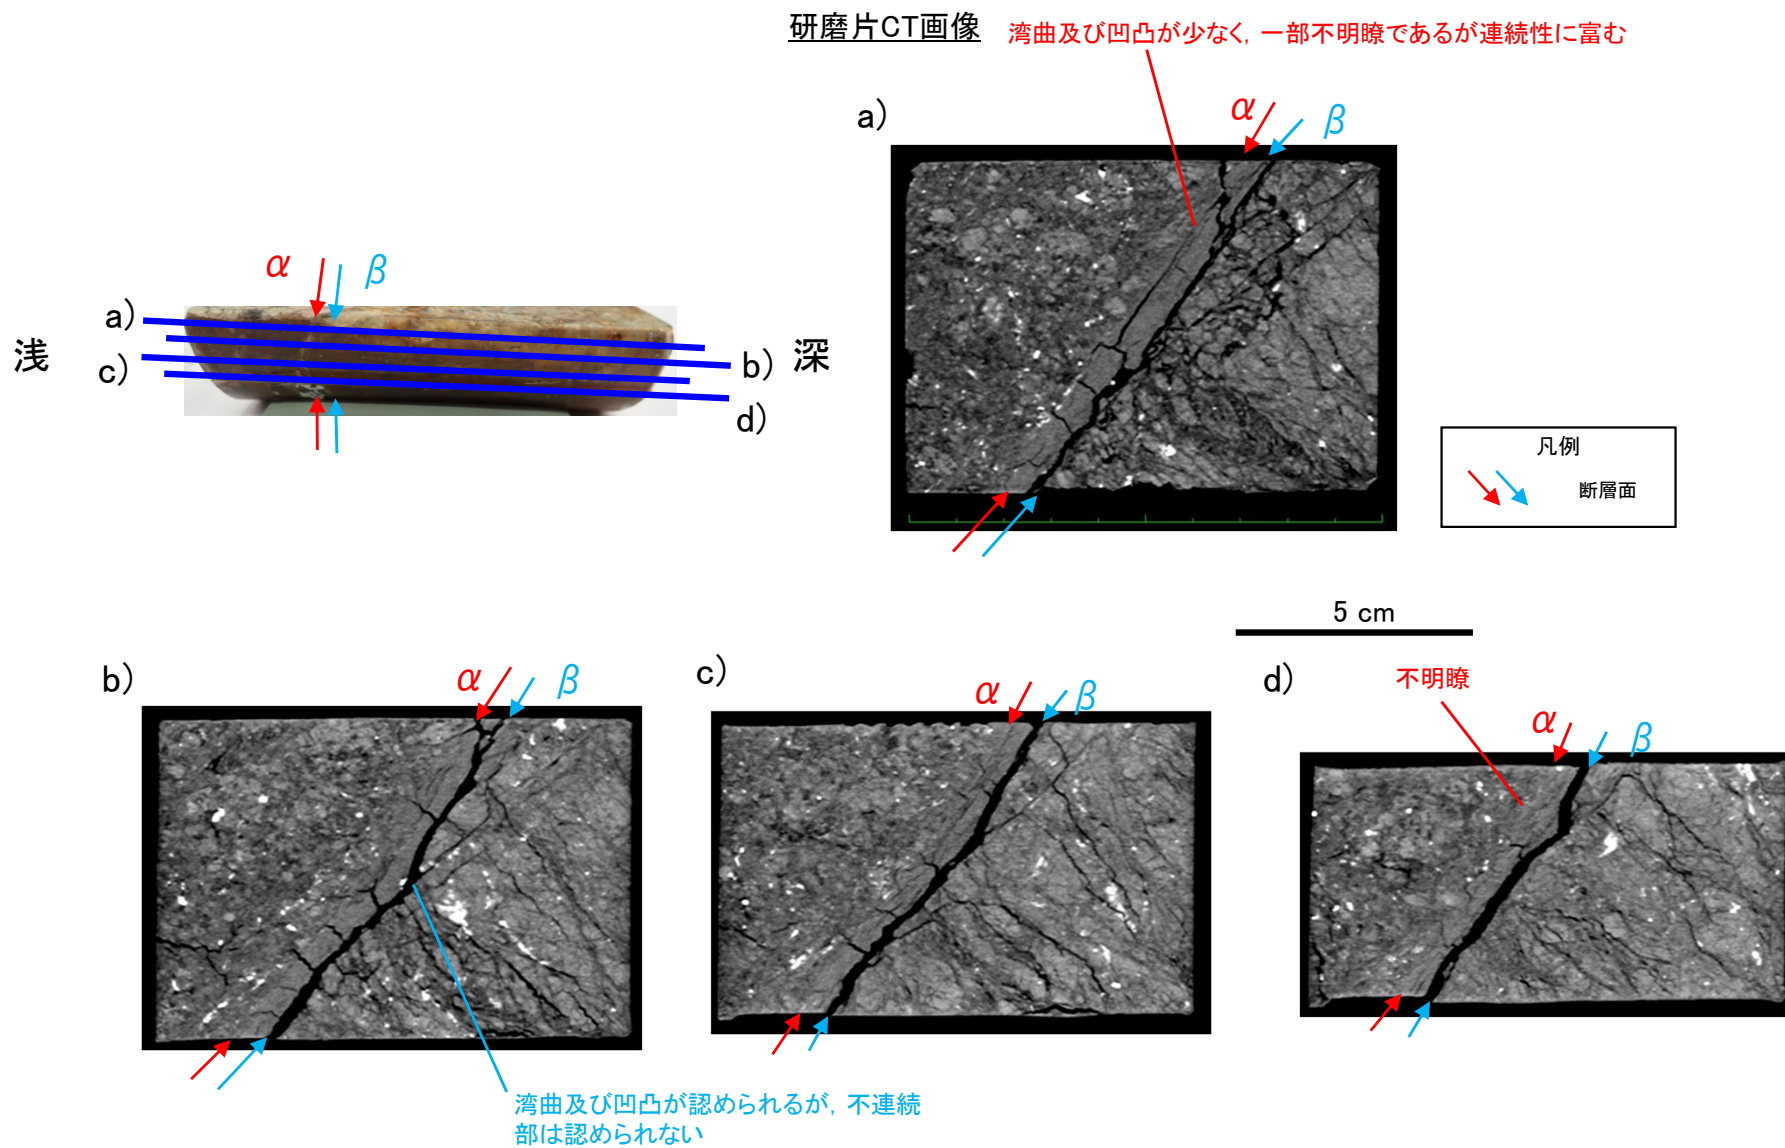 研磨片CT画像
湾曲及び凹凸が少なく，一部不明瞭であるが連続性に富む
a)
α
β
α
β
a)
c)
浅
b)
深
d)
凡例
断層面
5 cm
b)
α
β
c)
α
β
d)
不明瞭
α
β
湾曲及び凹凸が認められるが，不連続
部は認められない